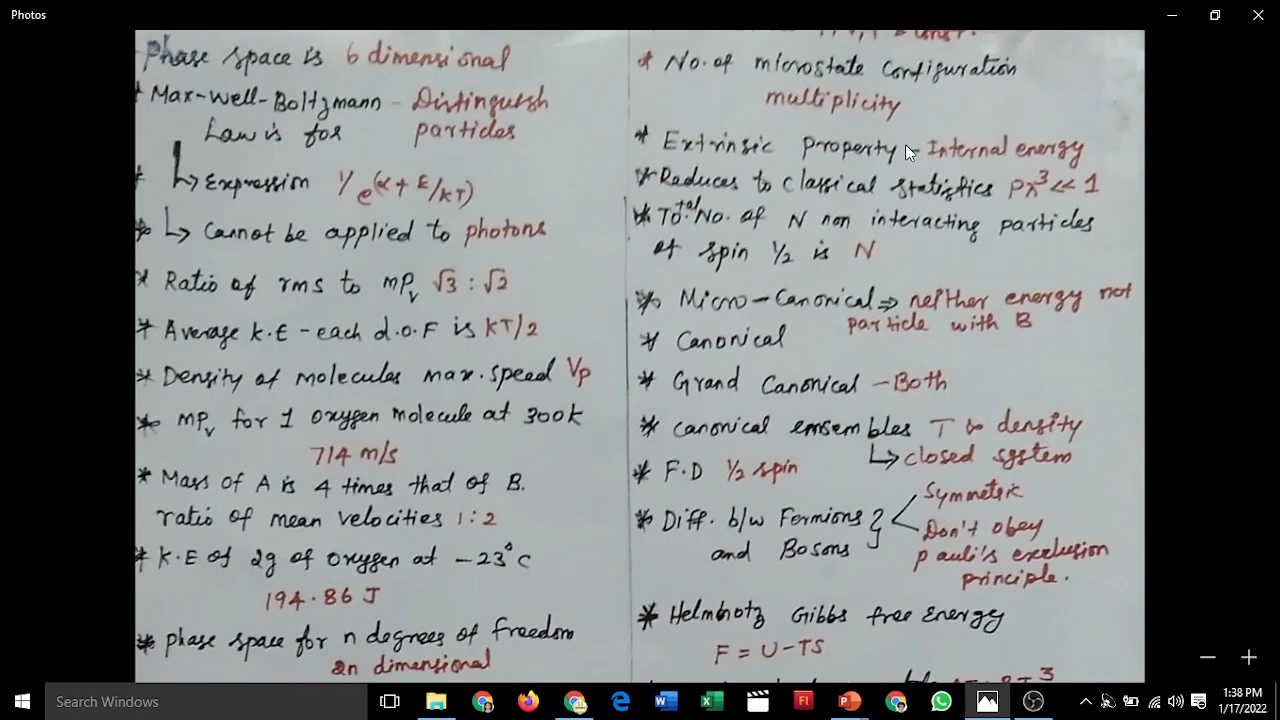 Photos
Phase space is 6 dimensional
* Max-Well-Boltzmann - Distinguish
Law is for particles
* ↳ Expression 1/e(α + E/KT)
* ↳ Cannot be applied to photons
* Ratio of rms to mPv √3 : √2
* Average K.E - each d.o.F is KT/2
* Density of molecules max. speed Vp
* mPv for 1 oxygen molecule at 300k
714 m/s
* Mass of A is 4 times that of B.
ratio of mean velocities 1:2
* K.E of 2g of oxygen at -23°C
194.86 J
* phase space for n degrees of freedom
2n dimensional
const.
* No. of microstate configuration
multiplicity
* Extrinsic property - Internal energy
* Reduces to classical statistics Pλ³ << 1
* Total No. of N non interacting particles
of spin 1/2 is N
* Micro-Canonical ⇒ neither energy not
particle with B
* Canonical
* Grand Canonical - Both
* canonical ensembles T & density
↳ closed system
* F.D 1/2 spin
* Diff. b/w Fermions
and Bosons
Symmetric
Don't obey
pauli's exclusion
principle.
* Helmhotz Gibbs free Energy
F = U-TS
Search Windows
1:38 PM
1/17/2022